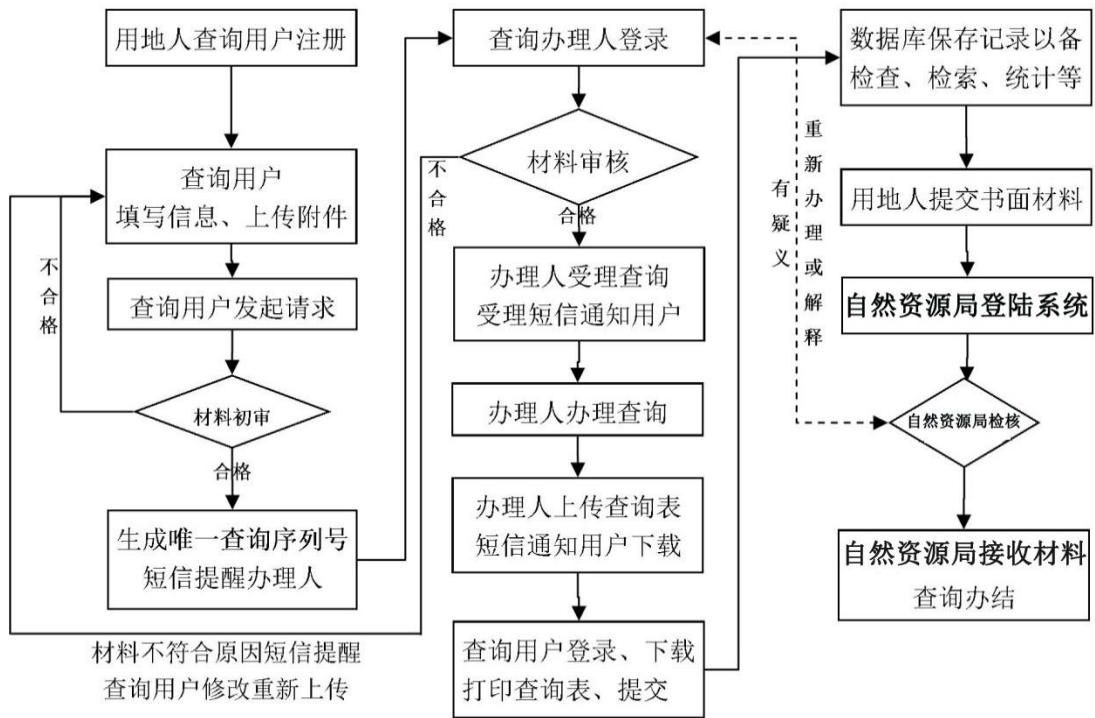 用地人查询用户注册
查询用户
填写信息、上传附件
不合格
查询用户发起请求
材料初审
合格
生成唯一查询序列号
短信提醒办理人
材料不符合原因短信提醒
查询用户修改重新上传
查询办理人登录
材料审核
不合格
合格
办理人受理查询
受理短信通知用户
办理人办理查询
办理人上传查询表
短信通知用户下载
查询用户登录、下载
打印查询表、提交
有疑义
重新办理或解释
数据库保存记录以备
检查、检索、统计等
用地人提交书面材料
自然资源局登陆系统
自然资源局检核
自然资源局接收材料
查询办结